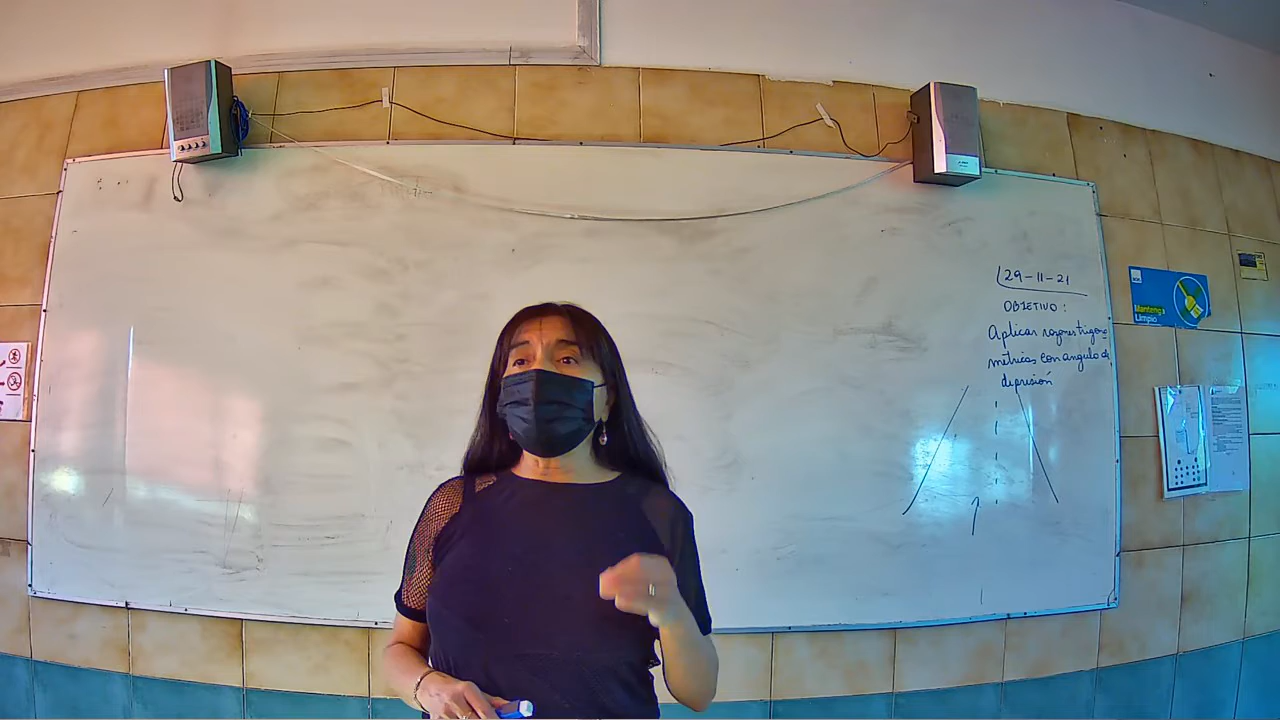 29-11-21
OBJETIVO:
Aplicar razones trigono
métricas con angulo de
depresión
Mantenga
Limpio